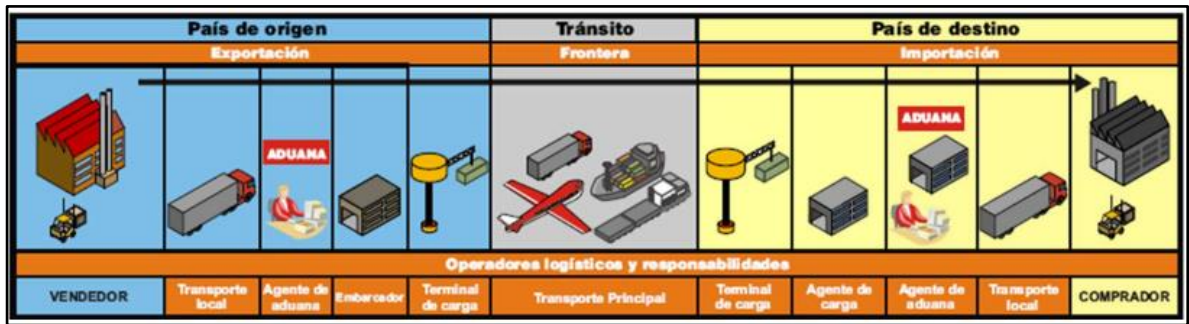 País de origen
Tránsito
País de destino
Exportación
Frontera
Importación
ADUANA
ADUANA
Operadores logísticos y responsabilidades
VENDEDOR
Transporte
local
Agente de
aduana
Embarcador
Terminal
de carga
Transporte Principal
Terminal
de carga
Agente de
carga
Agente de
aduana
Transporte
local
COMPRADOR